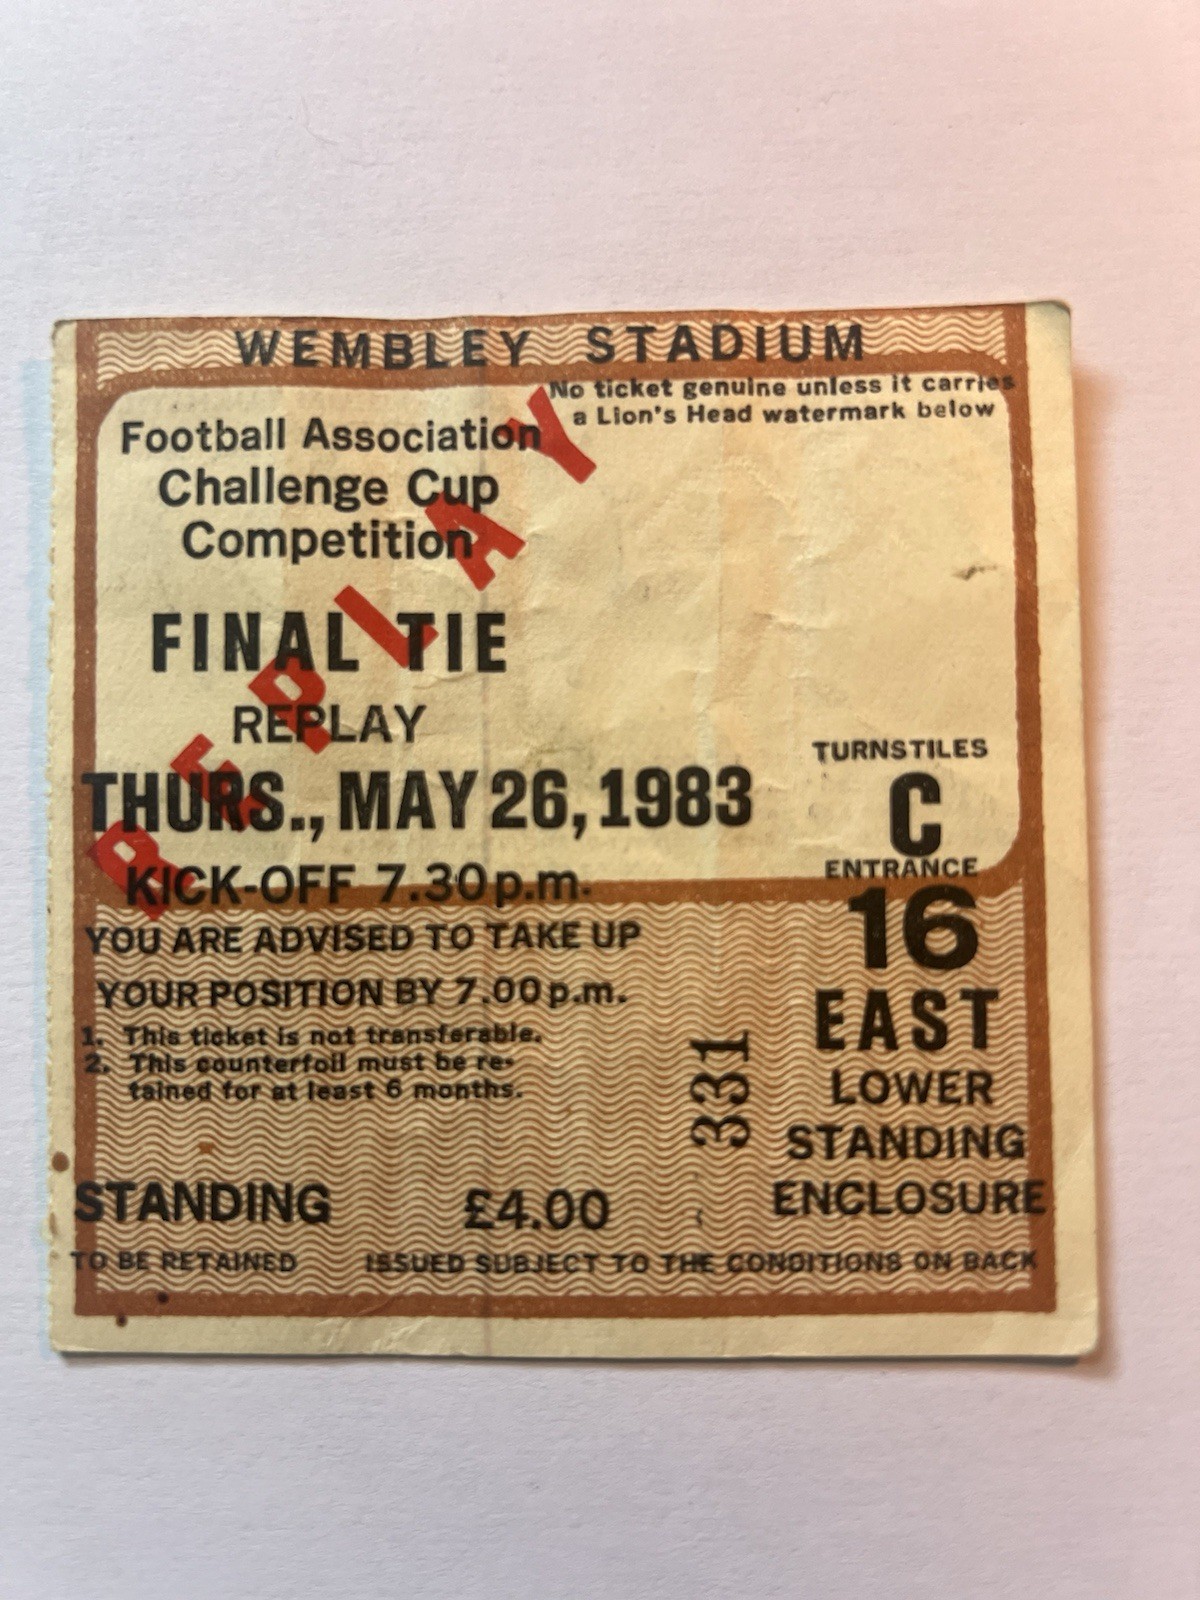 WEMBLEY STADIUM
No ticket genuine unless it carries
a Lion's Head watermark below
Football Association
Challenge Cup
Competition
FINAL TIE
REPLAY
REPLAY
THURS., MAY 26, 1983
KICK-OFF 7.30p.m.
YOU ARE ADVISED TO TAKE UP
YOUR POSITION BY 7.00p.m.
1. This ticket is not transferable.
2. This counterfoil must be re-
tained for at least 6 months.
TURNSTILES
C
ENTRANCE
16
EAST
LOWER
STANDING
ENCLOSURE
331
STANDING £4.00
TO BE RETAINED ISSUED SUBJECT TO THE CONDITIONS ON BACK